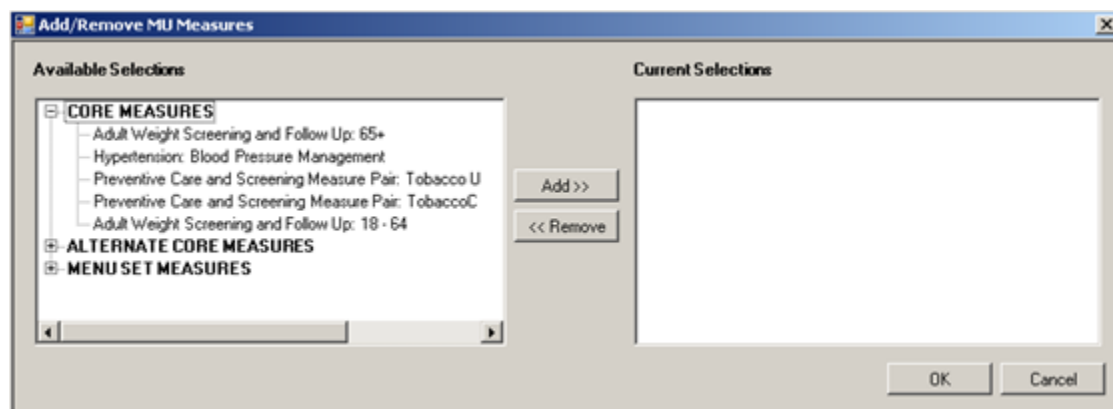 Add/Remove MU Measures
Available Selections
Current Selections
CORE MEASURES
Adult Weight Screening and Follow Up: 65+
Hypertension: Blood Pressure Management
Preventive Care and Screening Measure Pair: Tobacco U
Preventive Care and Screening Measure Pair: TobaccoC
Adult Weight Screening and Follow Up: 18 - 64
ALTERNATE CORE MEASURES
MENU SET MEASURES
Add >>
<< Remove
OK
Cancel